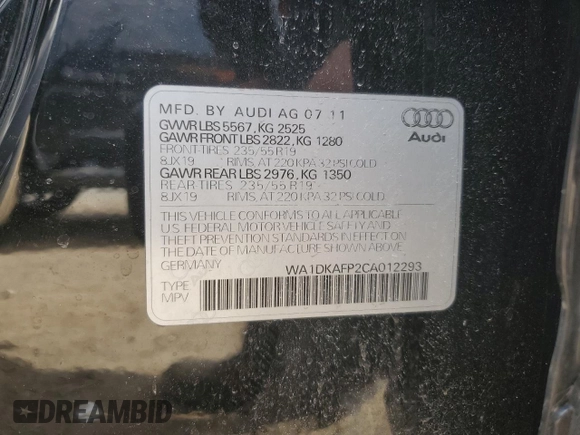 MFD. BY AUDI AG 07 11
GVWR LBS 5567, KG 2525
GAWR FRONT LBS 2822, KG 1280
FRONT-TIRES 235/55 R19
8JX19 RIMS, AT 220 KPA 32 PSI COLD
GAWR REAR LBS 2976, KG 1350
REAR TIRES 235/55 R19
8JX19 RIMS, AT 220 KPA 32 PSI COLD
THIS VEHICLE CONFORMS TO ALL APPLICABLE
U.S. FEDERAL MOTOR VEHICLE SAFETY STANDARDS
IN EFFECT ON
THE DATE OF MANUFACTURE SHOWN ABOVE.
GERMANY
WA1DKAFP2CA012293
TYPE
MPV
Audi
DREAMBID